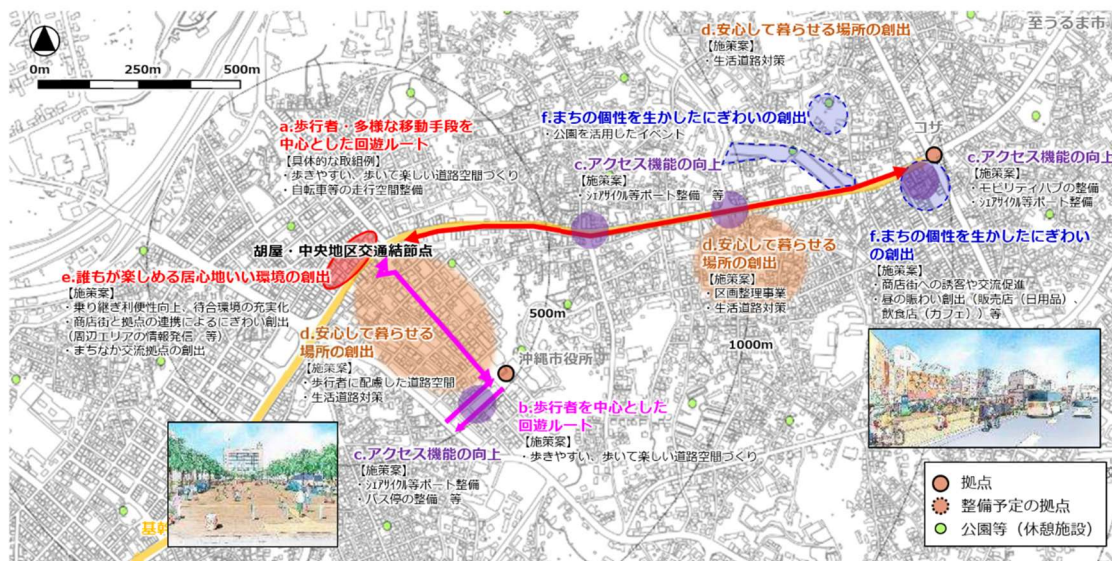 0m 250m 500m
至うるま市
d.安心して暮らせる場所の創出
【施策案】
・生活道路対策
f.まちの個性を生かしたにぎわいの創出
・公園を活用したイベント
a.歩行者・多様な移動手段を
中心とした回遊ルート
【具体的な取組例】
・歩きやすい、歩いて楽しい道路空間づくり
・自転車等の走行空間整備
c.アクセス機能の向上
【施策案】
・ｼｪｱｻｲｸﾙ等ポート整備　等
コザ
c.アクセス機能の向上
【施策案】
・モビリティハブの整備
・ｼｪｱｻｲｸﾙ等ポート整備
胡屋・中央地区交通結節点
e.誰もが楽しめる居心地いい環境の創出
【施策案】
・乗り継ぎ利便性向上、待合環境の充実化
・商店街と拠点の連携によるにぎわい創出
（周辺エリアの情報発信　等）
・まちなか交流拠点の創出
d.安心して暮らせる
場所の創出
【施策案】
・区画整理事業
・生活道路対策
f.まちの個性を生かしたにぎわい
の創出
【施策案】
・商店街への誘客や交流促進
・昼の賑わい創出（販売店（日用品）、
飲食店（カフェ））等
500m
1000m
d.安心して暮らせる
場所の創出
【施策案】
・歩行者に配慮した道路空間
・生活道路対策
沖縄市役所
b.歩行者を中心とした
回遊ルート
【施策案】
・歩きやすい、歩いて楽しい道路空間づくり
c.アクセス機能の向上
【施策案】
・ｼｪｱｻｲｸﾙ等ポート整備
・バス停の整備　等
基幹
拠点
整備予定の拠点
公園等（休憩施設）